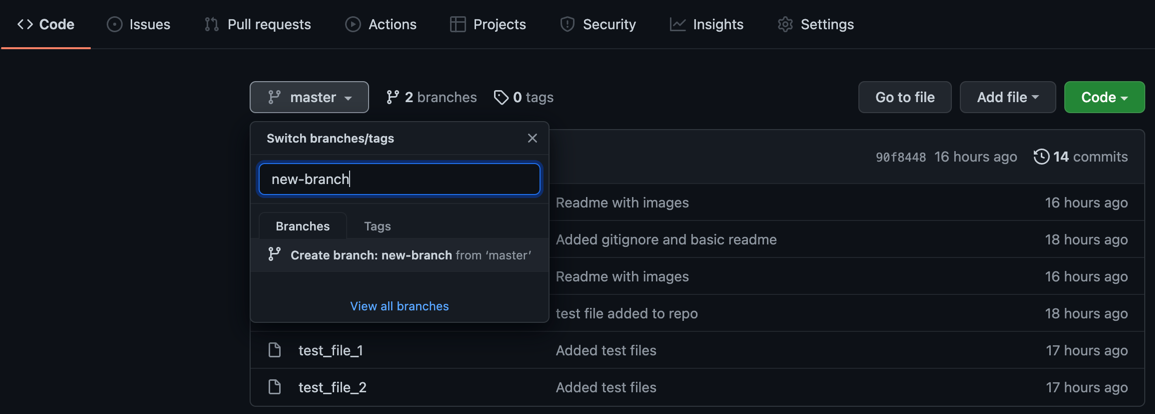 Code Issues Pull requests Actions Projects Security Insights Settings
master 2 branches 0 tags Go to file Add file Code
Switch branches/tags
90f8448 16 hours ago 14 commits
new-branch
Readme with images 16 hours ago
Branches Tags
Added gitignore and basic readme 18 hours ago
Create branch: new-branch from ‘master’
Readme with images 16 hours ago
View all branches
test file added to repo 18 hours ago
test_file_1 Added test files 17 hours ago
test_file_2 Added test files 17 hours ago